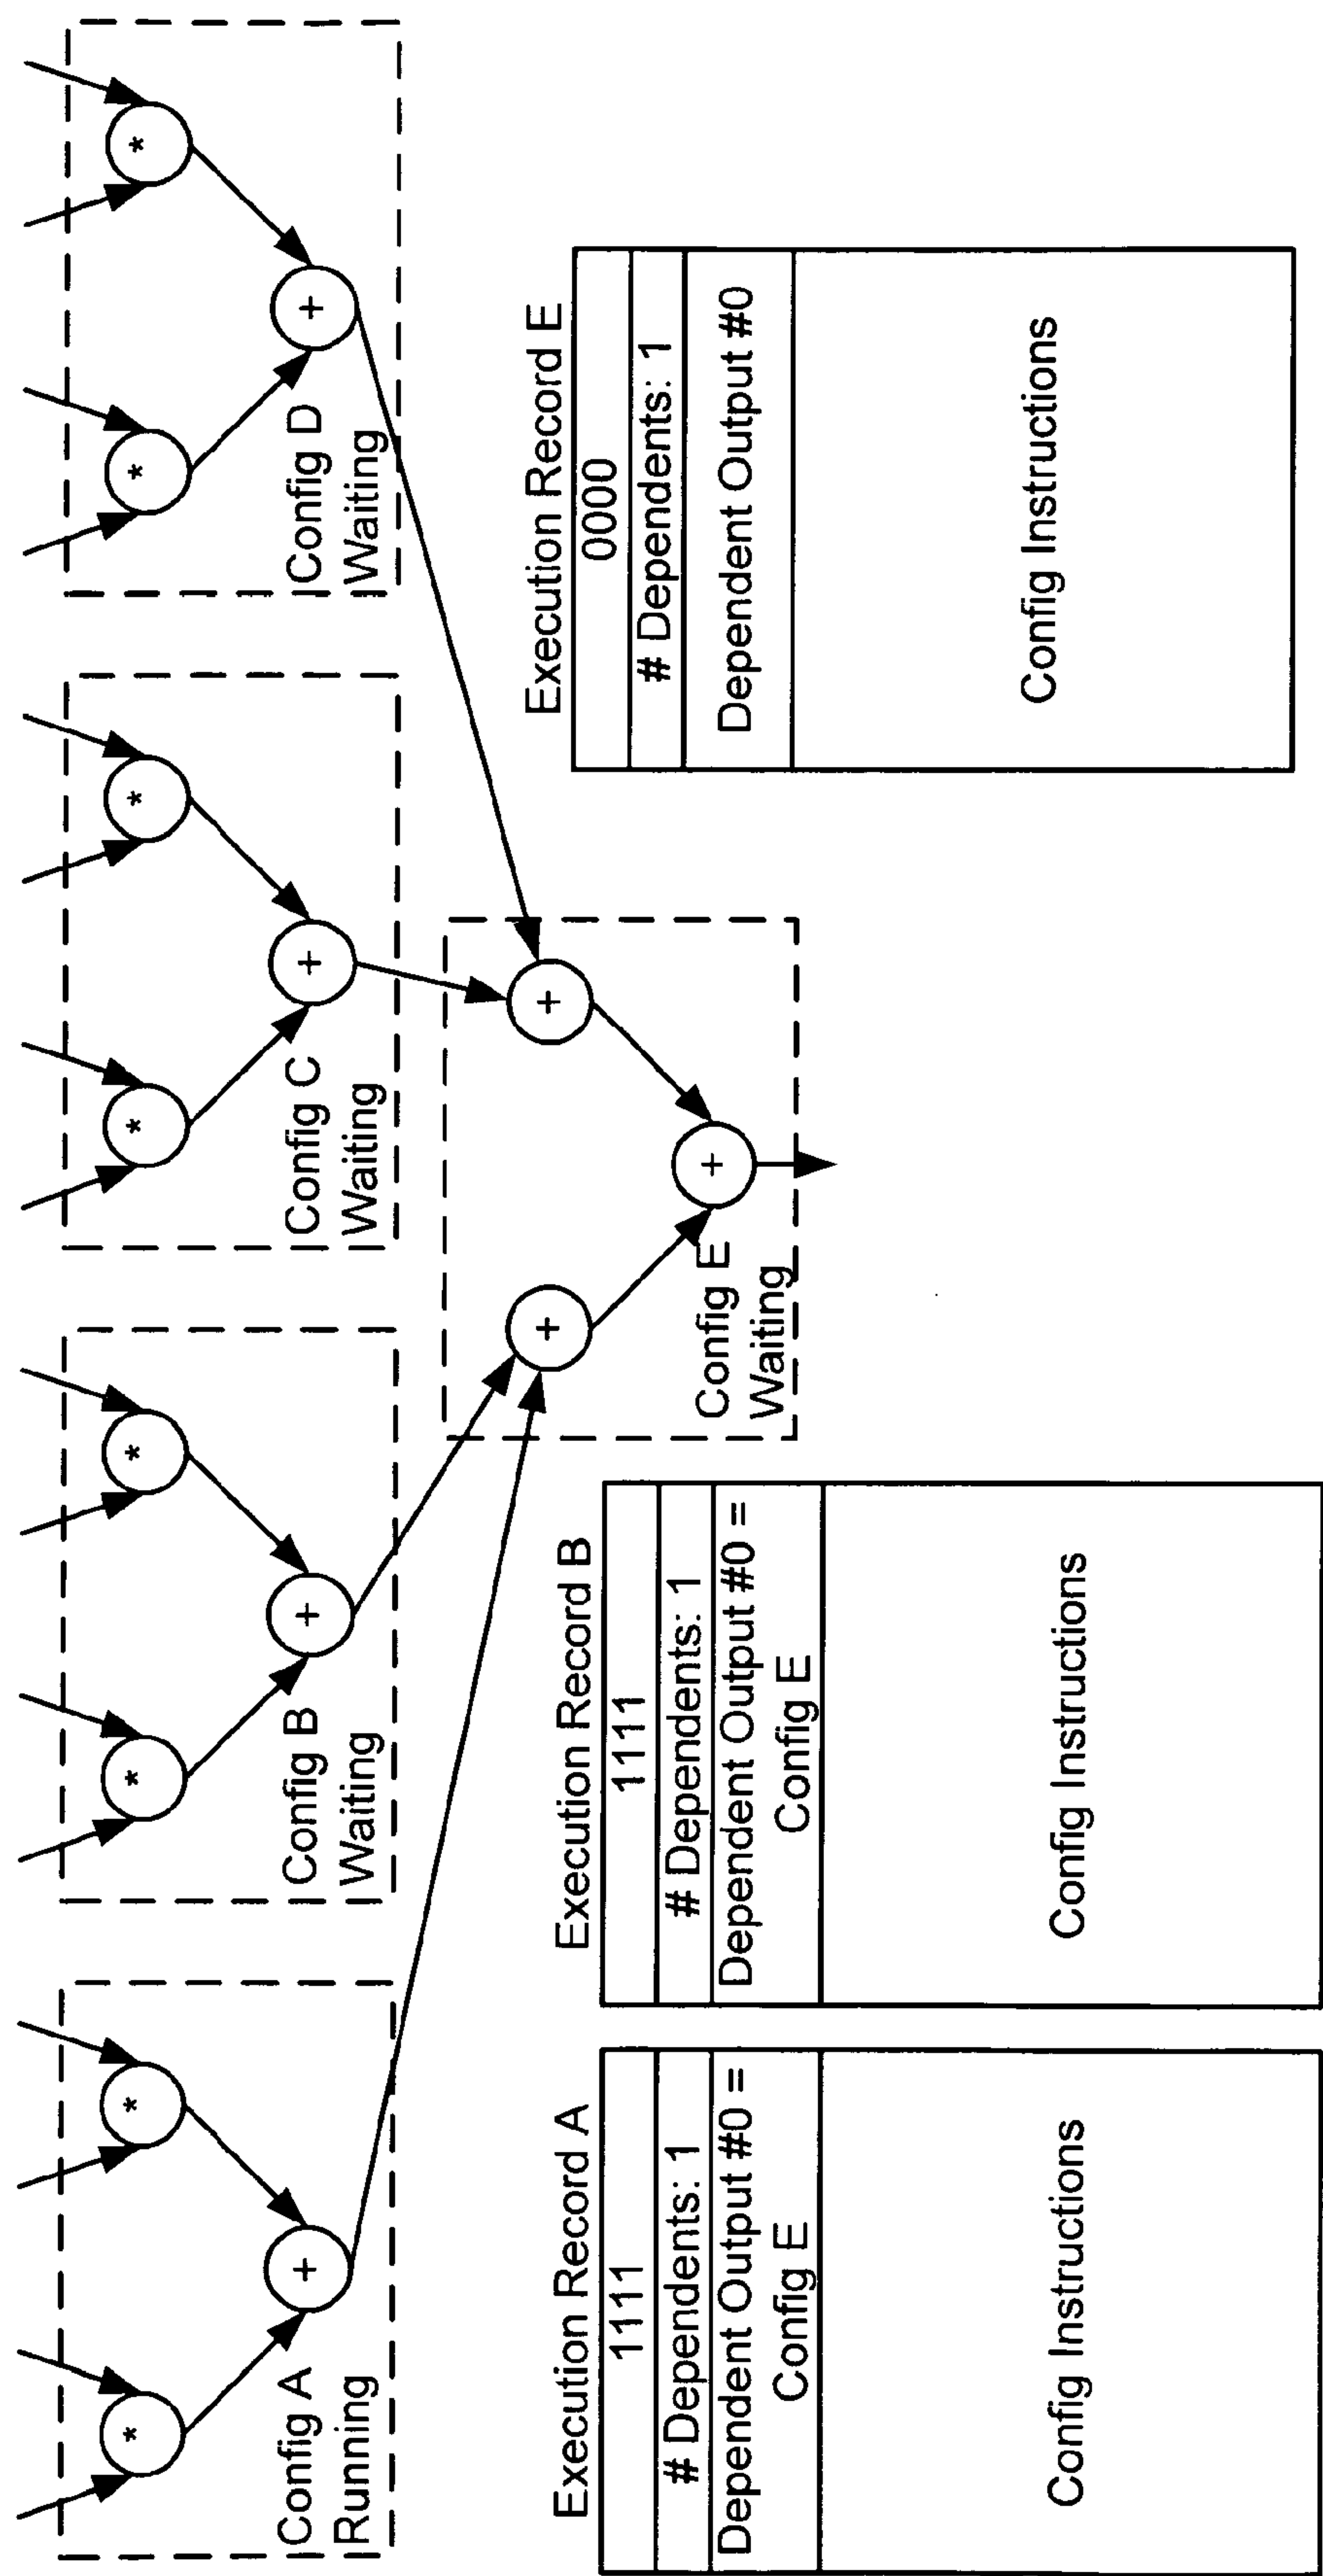 *
*
+
Config A
Running
*
*
+
Config B
Waiting
*
*
+
Config C
Waiting
*
*
+
Config D
Waiting
+
+
+
Config E
Waiting
Execution Record A
1111
# Dependents: 1
Dependent Output #0 =
Config E
Config Instructions
Execution Record B
1111
# Dependents: 1
Dependent Output #0 =
Config E
Config Instructions
Execution Record E
0000
# Dependents: 1
Dependent Output #0
Config Instructions